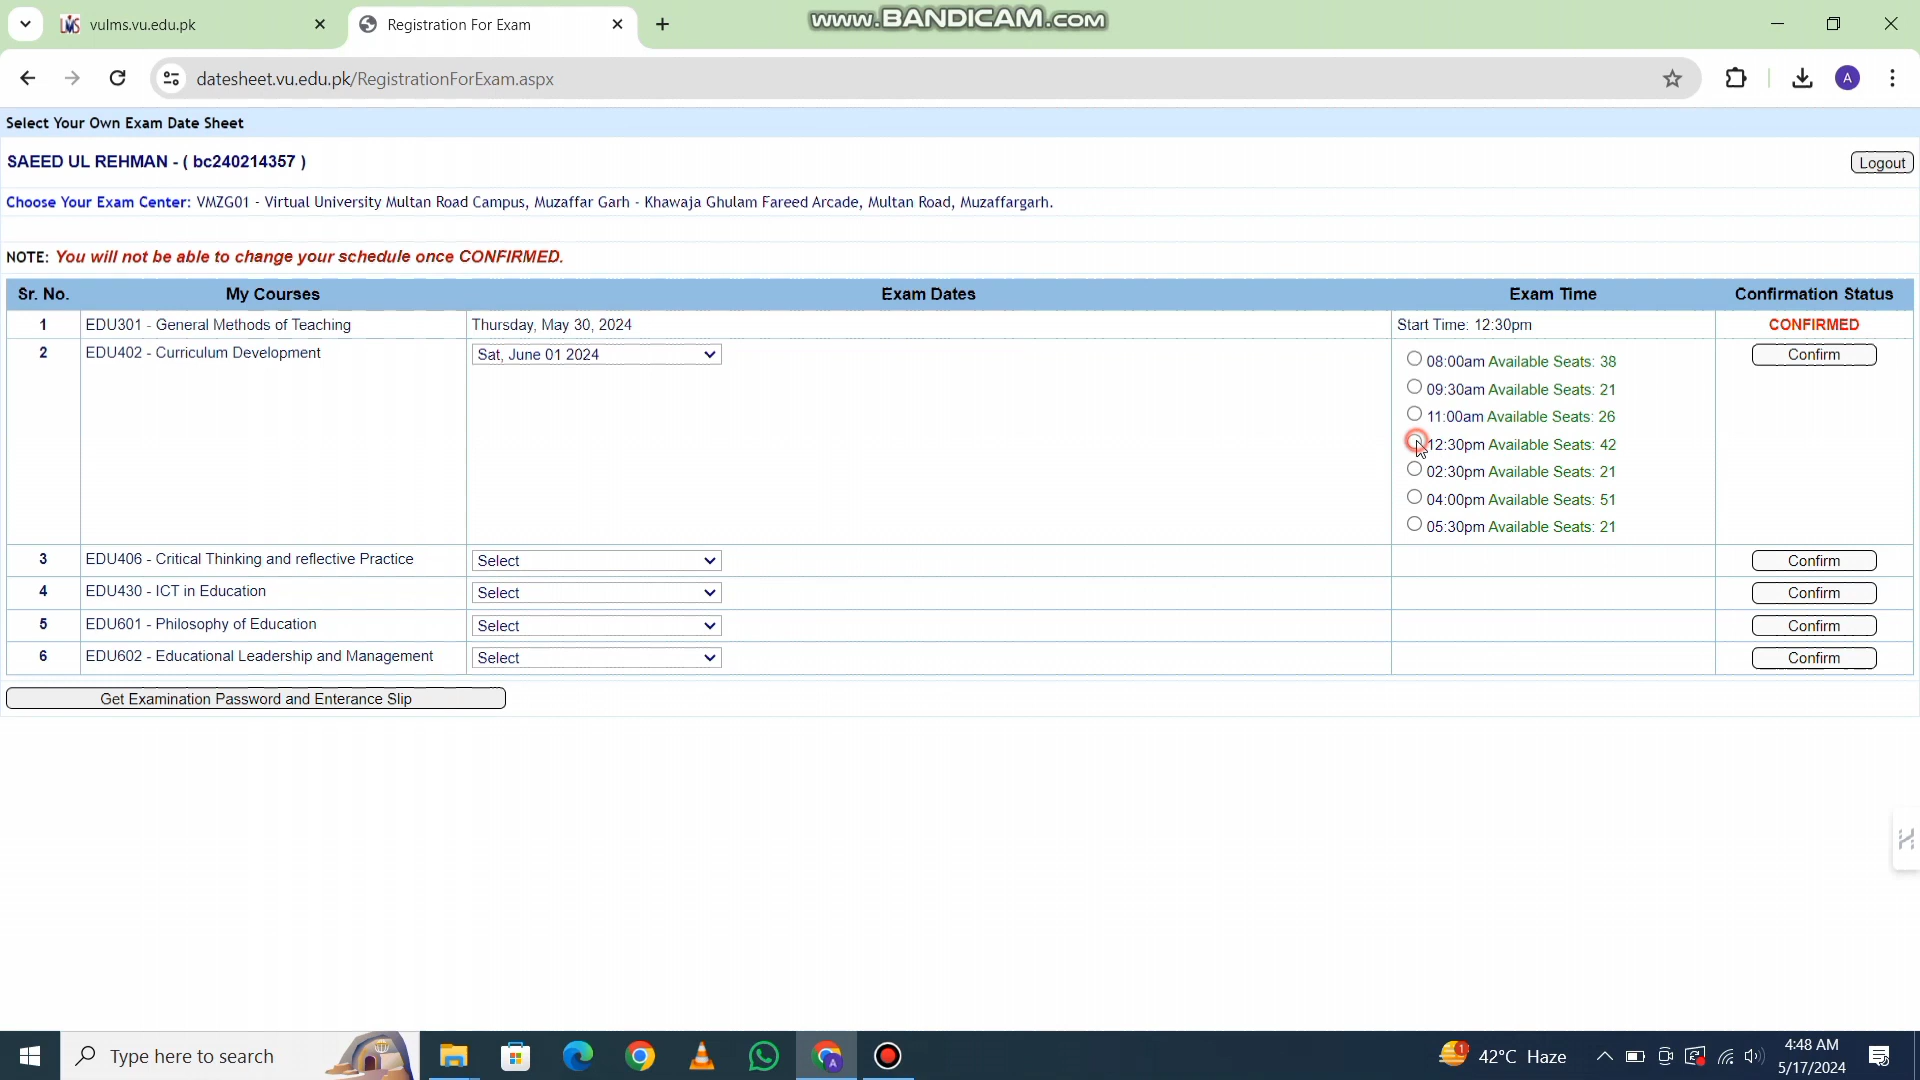 vulms.vu.edu.pk
Registration For Exam
www.BANDICAM.com
datesheet.vu.edu.pk/RegistrationForExam.aspx
A
Select Your Own Exam Date Sheet
SAEED UL REHMAN - ( bc240214357 )
Logout
Choose Your Exam Center: VMZG01 - Virtual University Multan Road Campus, Muzaffar Garh - Khawaja Ghulam Fareed Arcade, Multan Road, Muzaffargarh.
NOTE: You will not be able to change your schedule once CONFIRMED.
Sr. No. My Courses Exam Dates Exam Time Confirmation Status
1 EDU301 - General Methods of Teaching Thursday, May 30, 2024 Start Time: 12:30pm CONFIRMED
2 EDU402 - Curriculum Development Sat, June 01 2024 Confirm
08:00am Available Seats: 38
09:30am Available Seats: 21
11:00am Available Seats: 26
12:30pm Available Seats: 42
02:30pm Available Seats: 21
04:00pm Available Seats: 51
05:30pm Available Seats: 21
3 EDU406 - Critical Thinking and reflective Practice Select Confirm
4 EDU430 - ICT in Education Select Confirm
5 EDU601 - Philosophy of Education Select Confirm
6 EDU602 - Educational Leadership and Management Select Confirm
Get Examination Password and Enterance Slip
Type here to search
42°C Haze
4:48 AM
5/17/2024